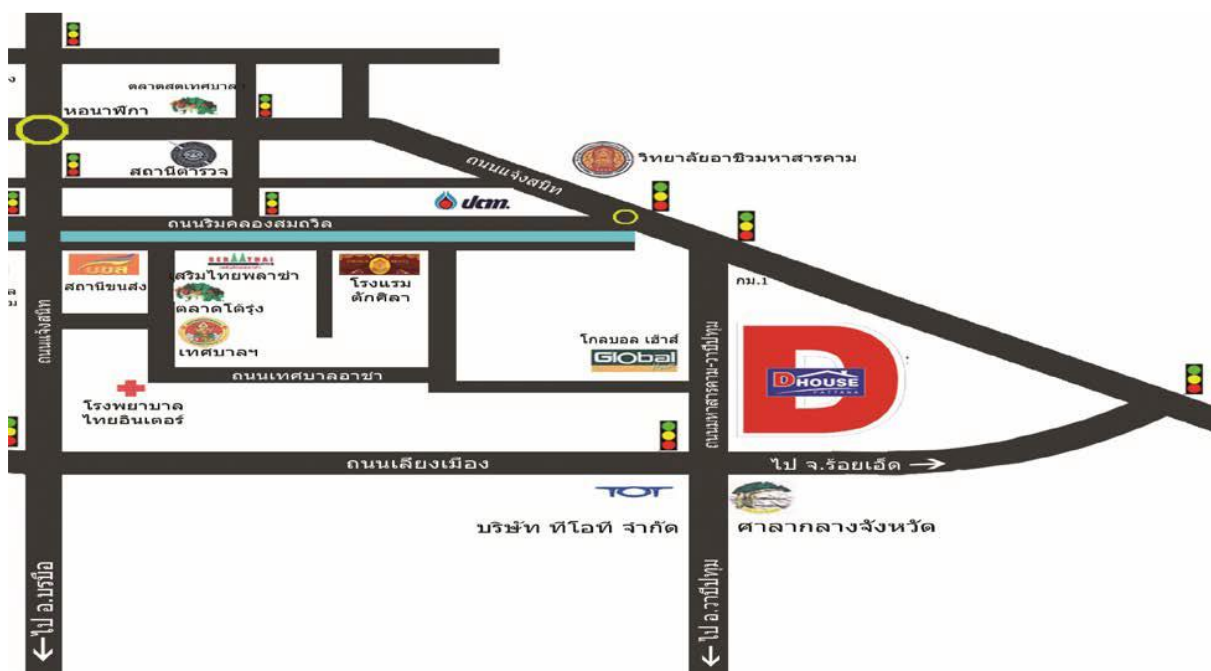 ตลาดสดเทศบาลฯ
หอนาฬิกา
สถานีตำรวจ
ถนนแจ้งสนิท
วิทยาลัยอาชีวมหาสารคาม
ปตท.
ถนนริมคลองสมถวิล
บขส
สถานีขนส่ง
SERMTHAI
เสริมไทยพลาซ่า
ตลาดโต้รุ่ง
เทศบาลฯ
โรงแรม
ตักศิลา
กม.1
ถนนแจ้งสนิท
โกลบอล เฮ้าส์
Global
ถนนเทศบาลอาชา
ถนนมหาสารคาม-วาปีปทุม
D
DHOUSE
PATTANA
โรงพยาบาล
ไทยอินเตอร์
ถนนเลี่ยงเมือง
ไป จ.ร้อยเอ็ด →
TOT
บริษัท ทีโอที จำกัด
ศาลากลางจังหวัด
←ไป อ.บรบือ
←ไป อ.วาปีปทุม